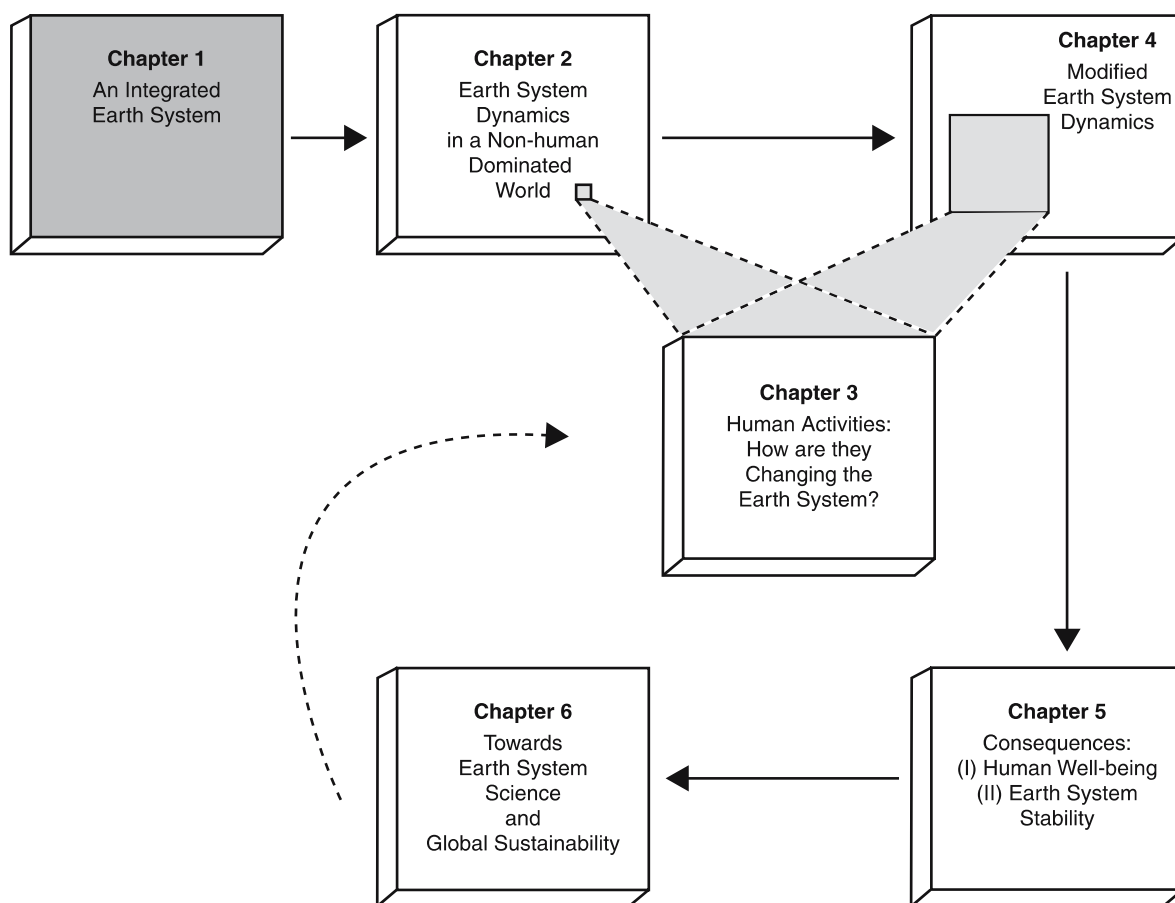 Chapter 1
An Integrated
Earth System
Chapter 2
Earth System
Dynamics
in a Non-human
Dominated
World
Chapter 4
Modified
Earth System
Dynamics
Chapter 3
Human Activities:
How are they
Changing the
Earth System?
Chapter 6
Towards
Earth System
Science
and
Global Sustainability
Chapter 5
Consequences:
(I) Human Well-being
(II) Earth System
Stability